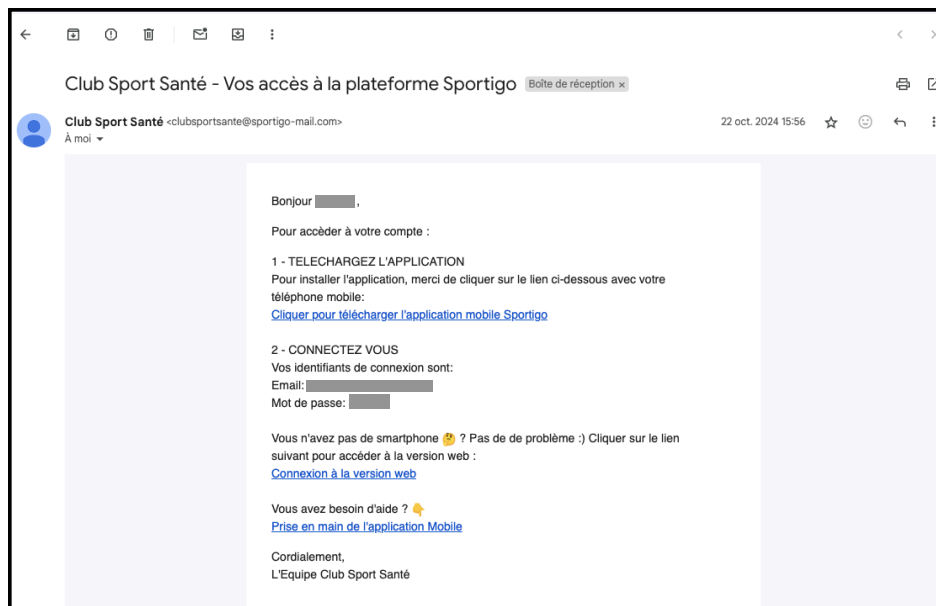 Club Sport Santé - Vos accès à la plateforme Sportigo Boîte de réception ×
Club Sport Santé <clubsportsante@sportigo-mail.com> 22 oct. 2024 15:56
À moi
Bonjour ,
Pour accèder à votre compte :
1 - TELECHARGEZ L'APPLICATION
Pour installer l'application, merci de cliquer sur le lien ci-dessous avec votre
téléphone mobile:
Cliquer pour télécharger l'application mobile Sportigo
2 - CONNECTEZ VOUS
Vos identifiants de connexion sont:
Email:
Mot de passe:
Vous n'avez pas de smartphone 🤔 ? Pas de de problème :) Cliquer sur le lien
suivant pour accéder à la version web :
Connexion à la version web
Vous avez besoin d'aide ? 👇
Prise en main de l'application Mobile
Cordialement,
L'Equipe Club Sport Santé